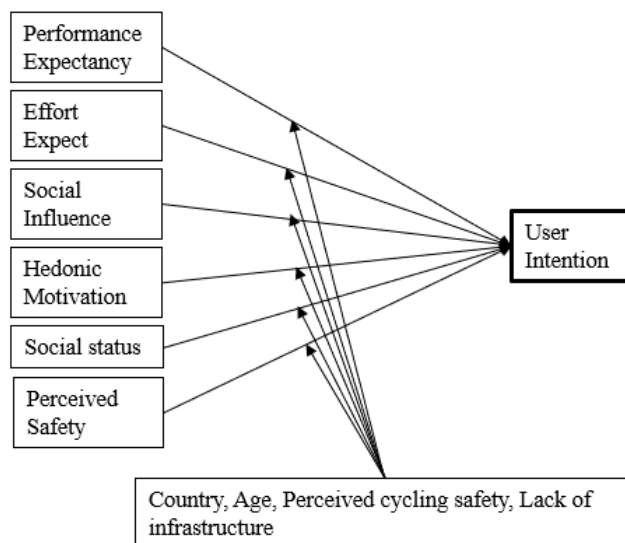 Performance
Expectancy
Effort
Expect
Social
Influence
Hedonic
Motivation
Social status
Perceived
Safety
User
Intention
Country, Age, Perceived cycling safety, Lack of
infrastructure